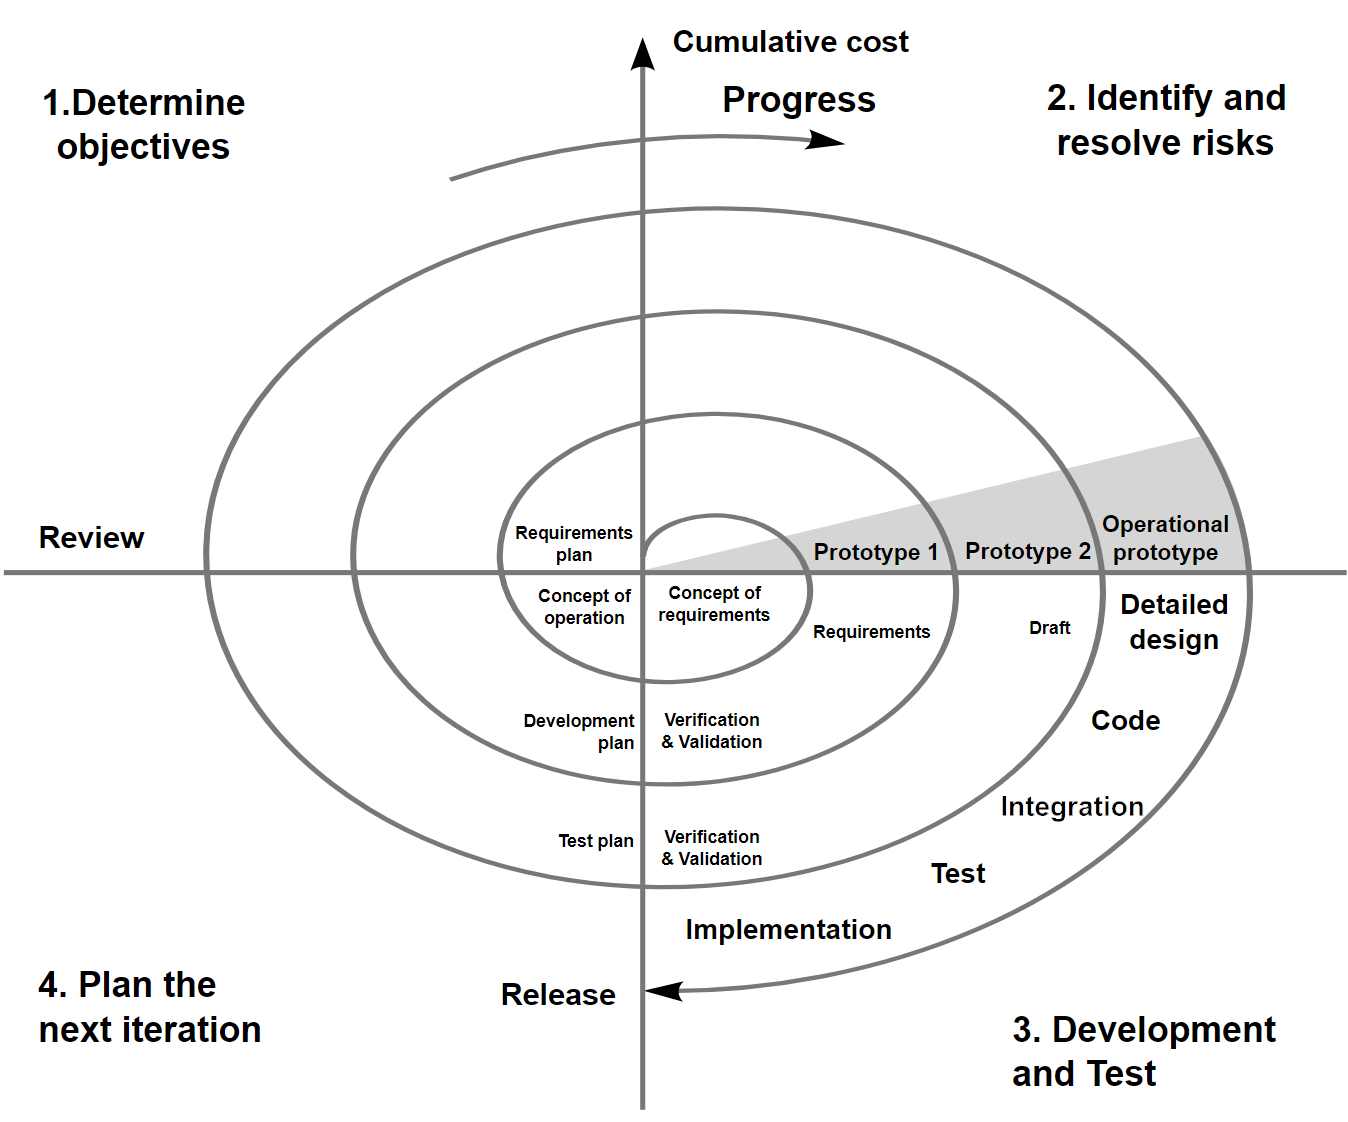 Cumulative cost
Progress
1.Determine
objectives
2. Identify and
resolve risks
Review
Requirements
plan
Prototype 1
Prototype 2
Operational
prototype
Concept of
operation
Concept of
requirements
Requirements
Draft
Detailed
design
Development
plan
Verification
& Validation
Code
Integration
Test plan
Verification
& Validation
Test
Implementation
Release
4. Plan the
next iteration
3. Development
and Test